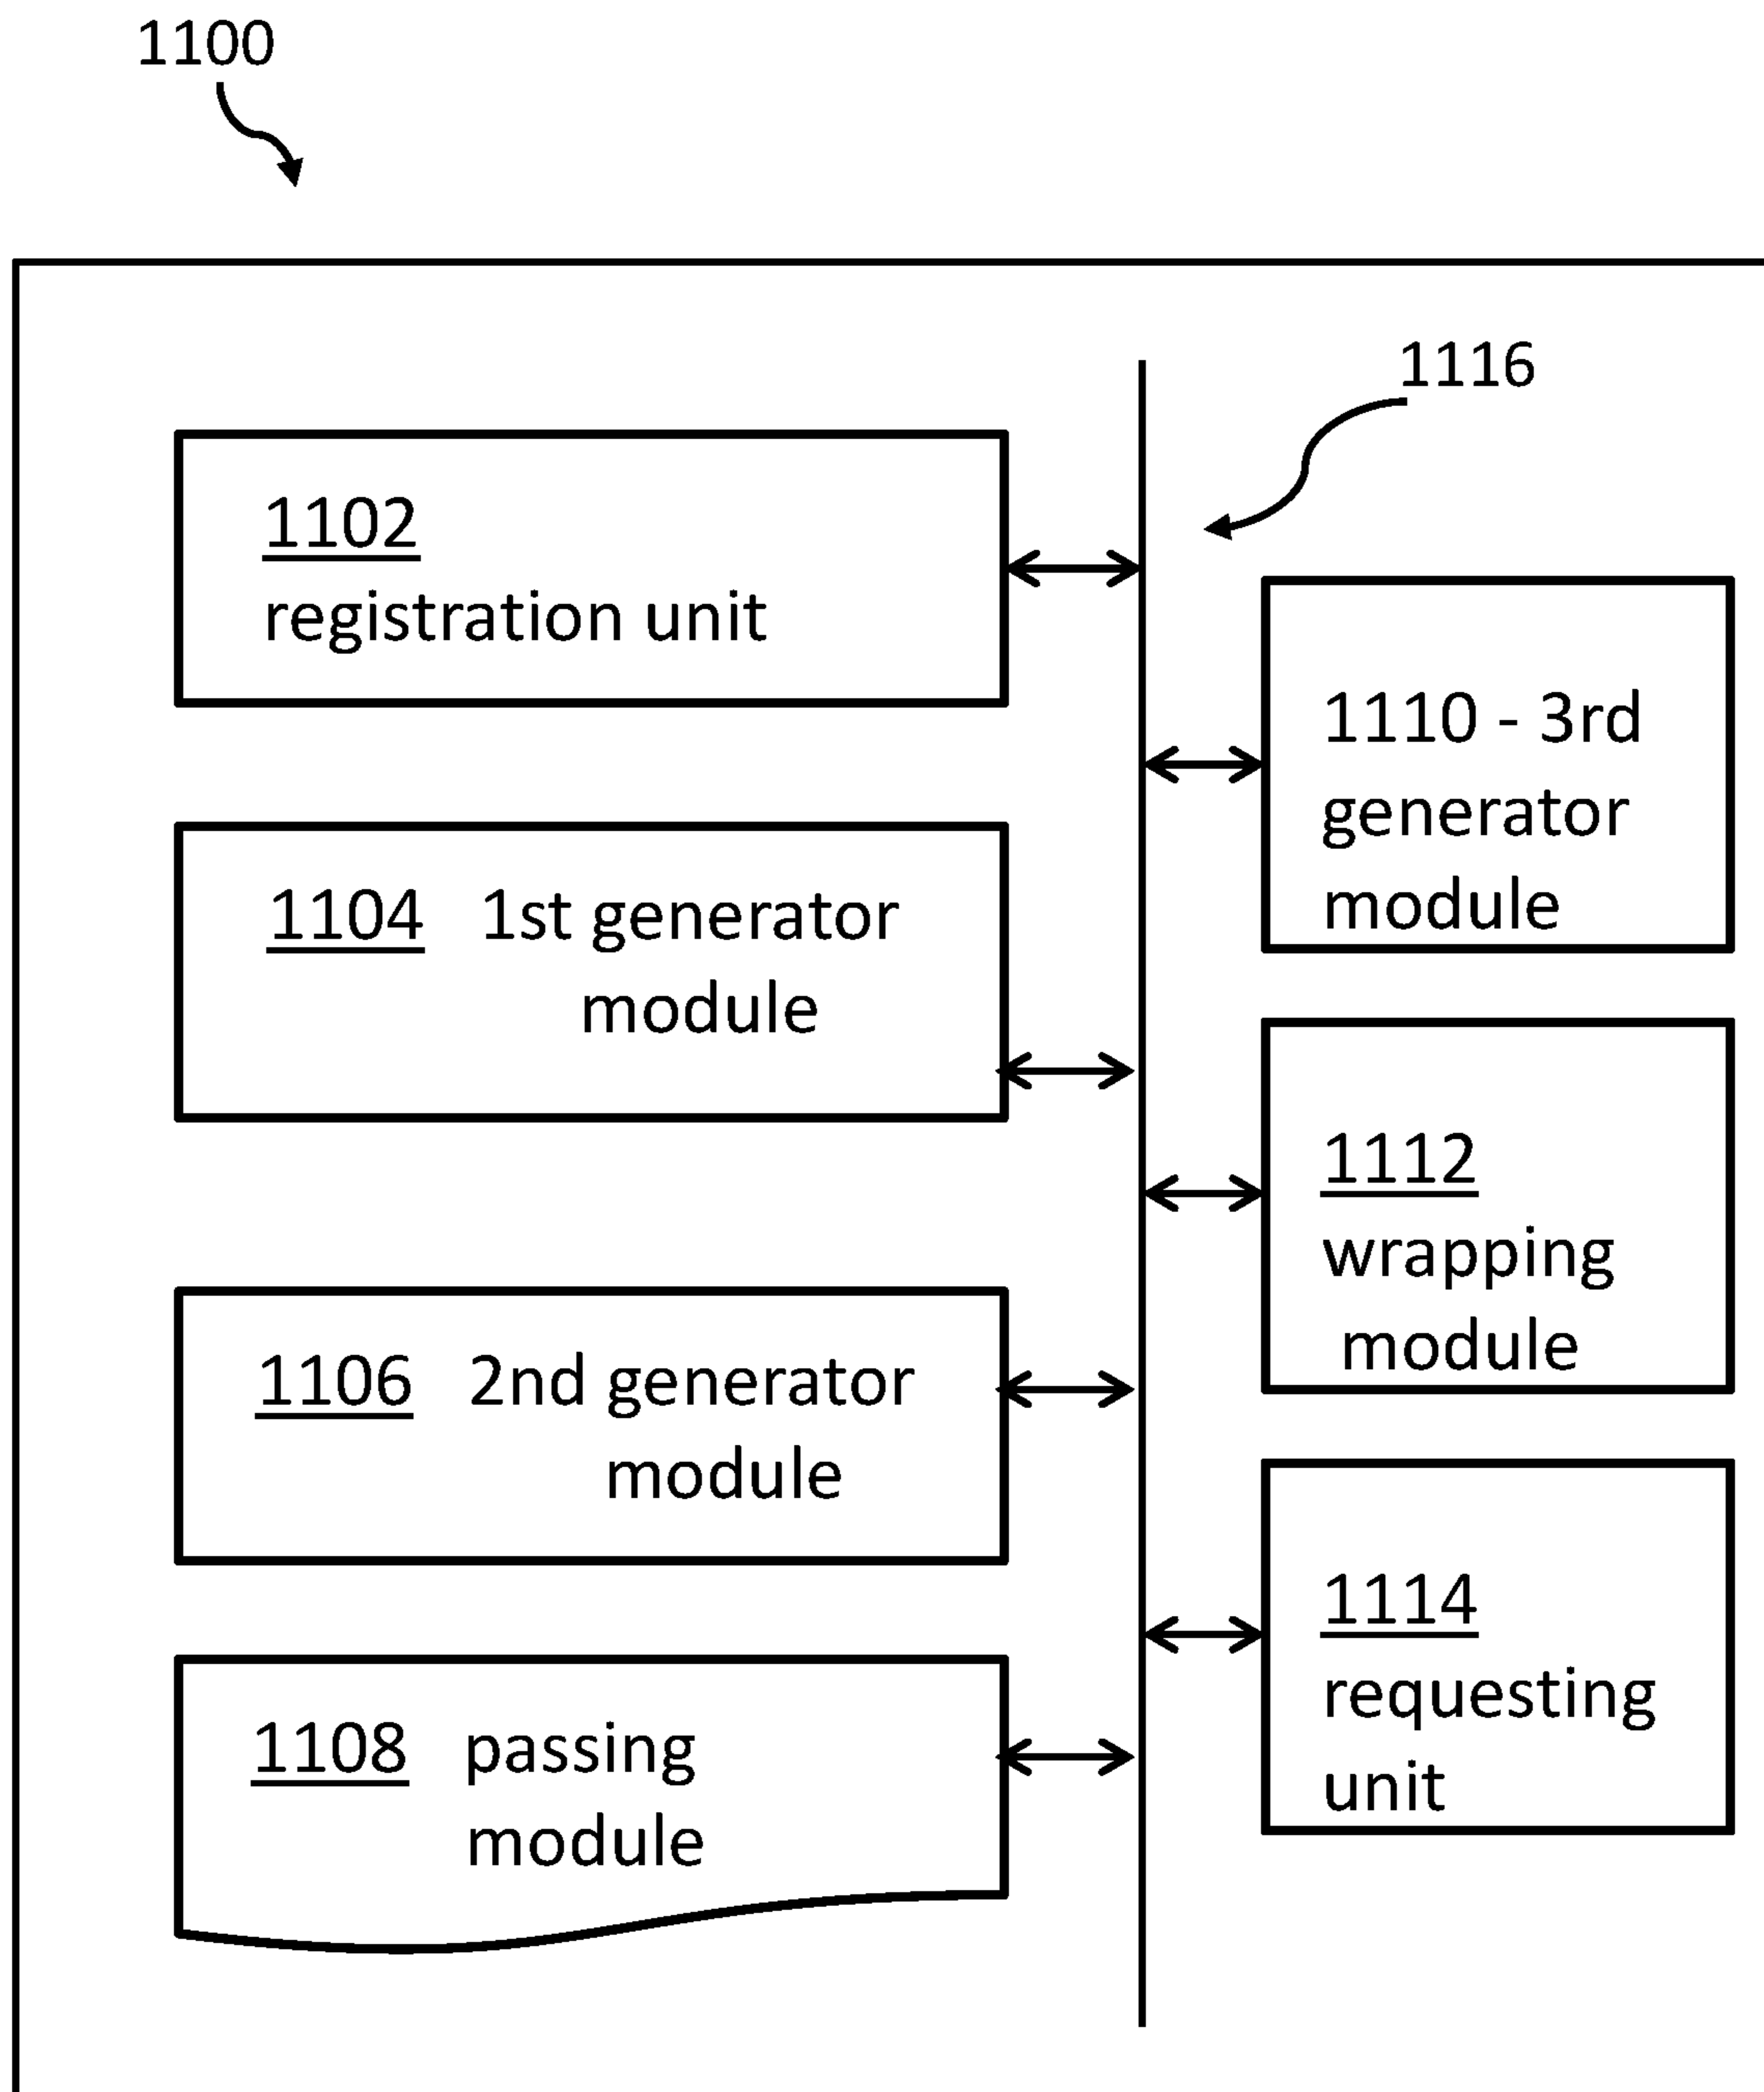 1100
1116
1102
registration unit
1104 1st generator
module
1106 2nd generator
module
1108 passing
module
1110 - 3rd
generator
module
1112
wrapping
module
1114
requesting
unit